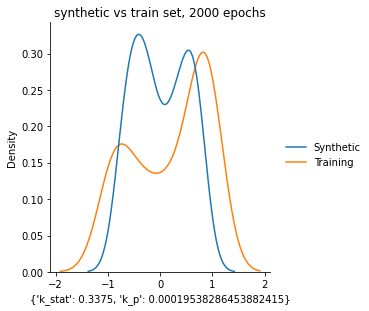 synthetic vs train set, 2000 epochs
0.30
0.25
0.20
0.15
0.10
0.05
0.00
Density
−2
−1
0
1
2
{'k_stat': 0.3375, 'k_p': 0.00019538286453882415}
Synthetic
Training